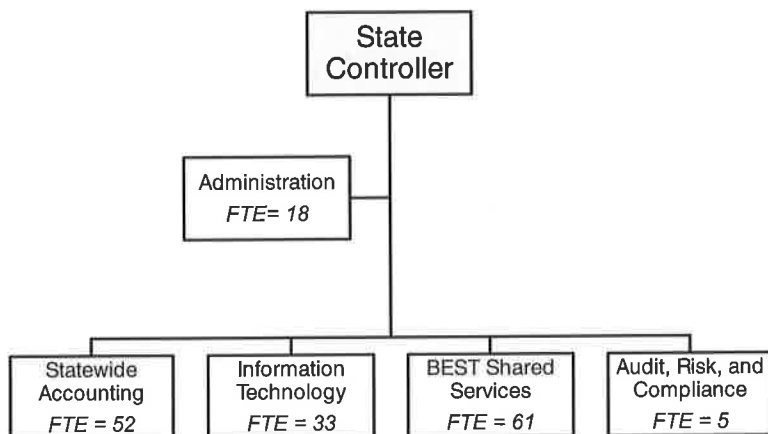 State
Controller
Administration
FTE= 18
Statewide
Accounting
FTE = 52
Information
Technology
FTE = 33
BEST Shared
Services
FTE = 61
Audit, Risk, and
Compliance
FTE = 5